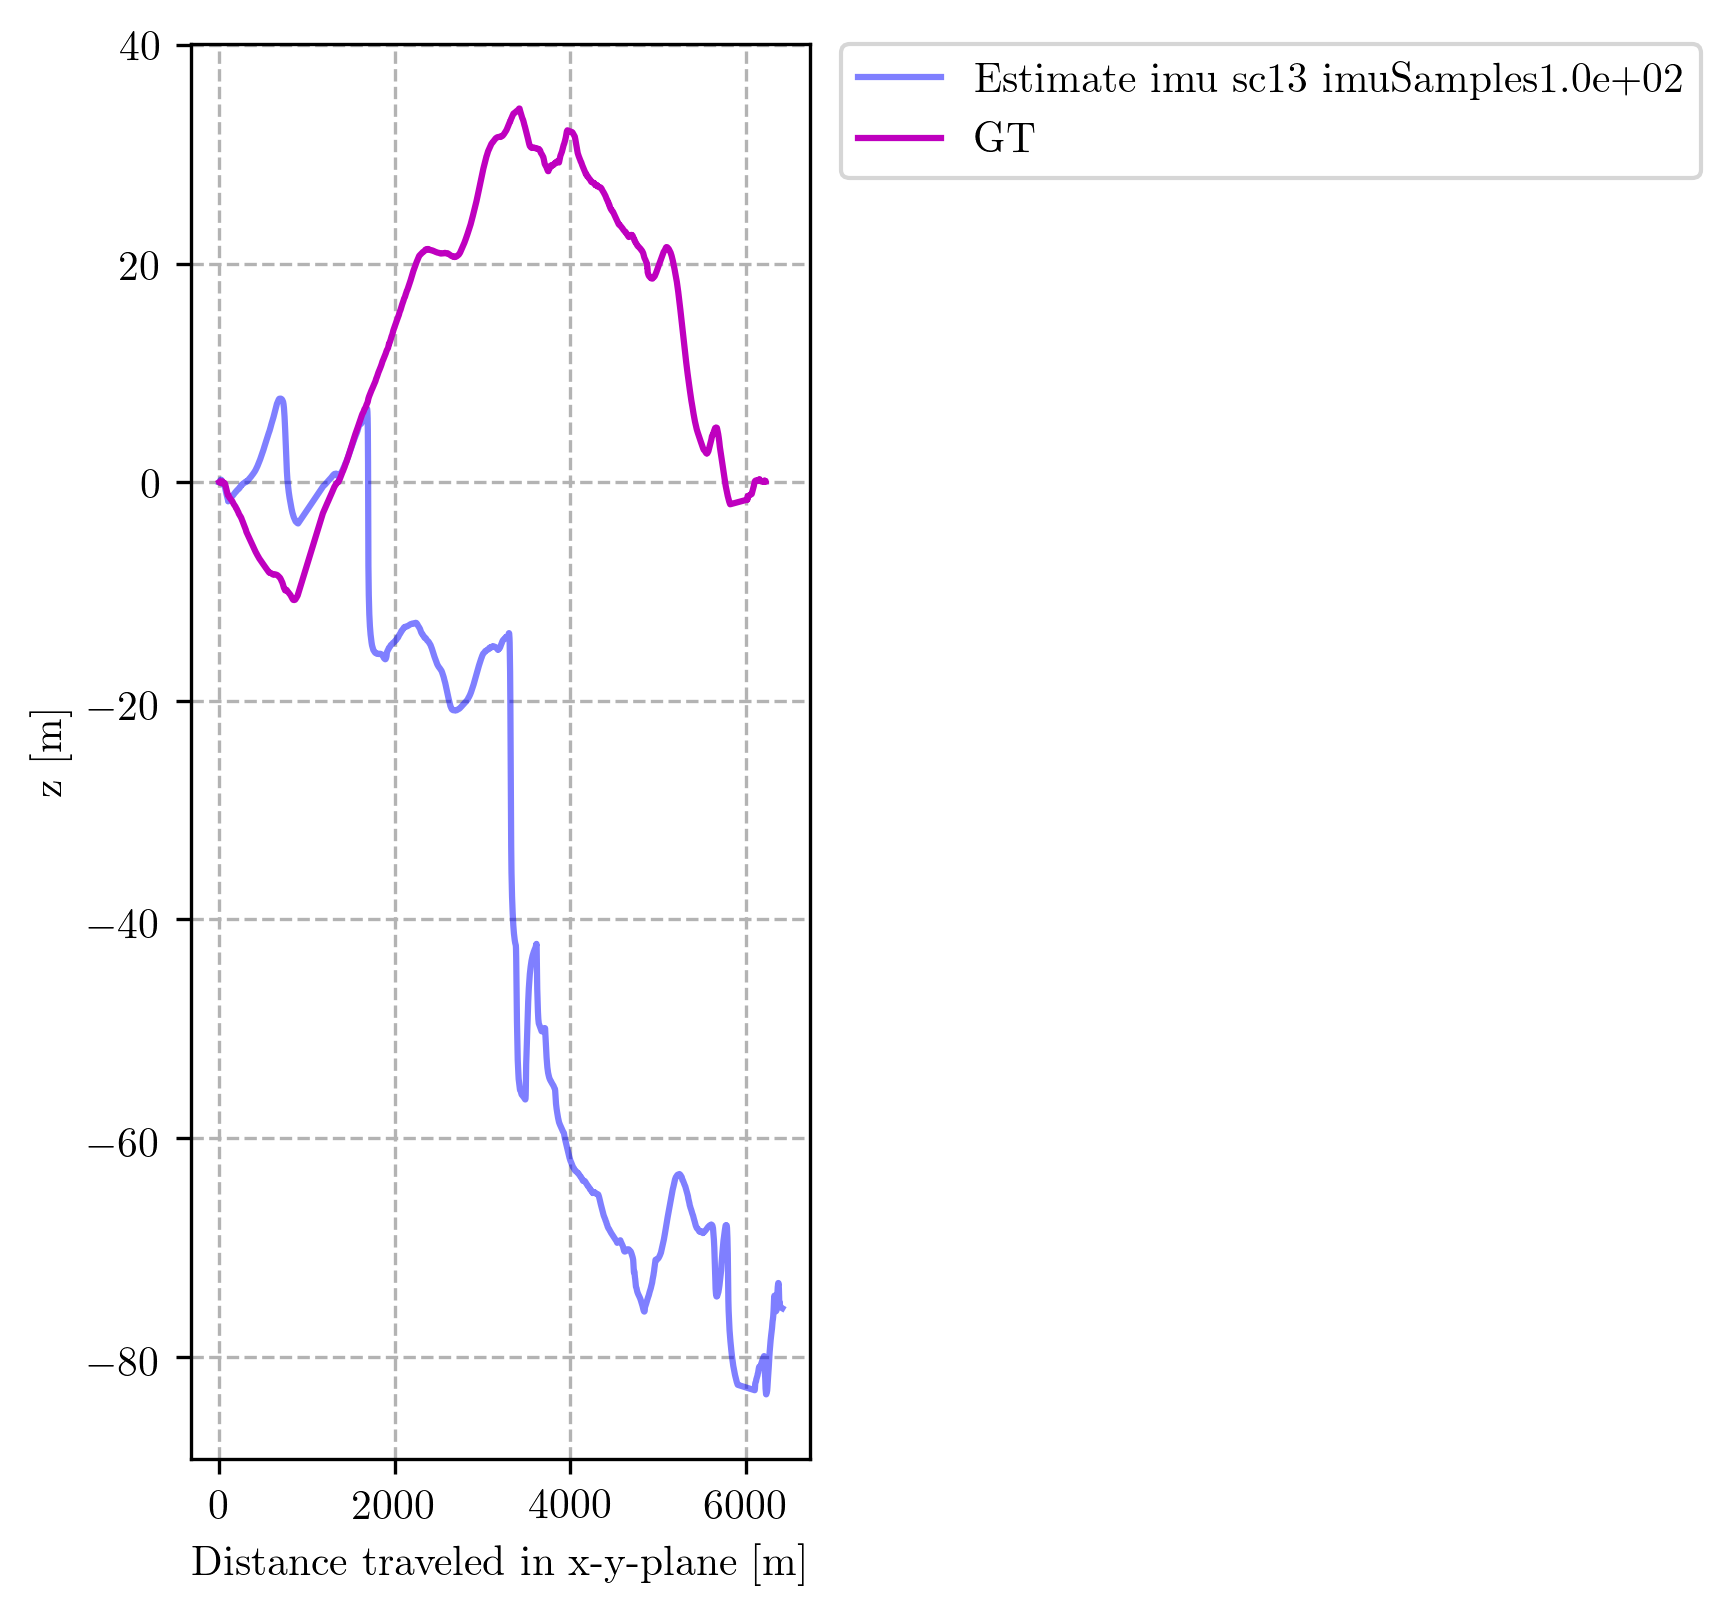 Estimate imu sc13 imuSamples1.0e+02
GT
40
20
0
−20
−40
−60
−80
z [m]
0 2000 4000 6000
Distance traveled in x-y-plane [m]